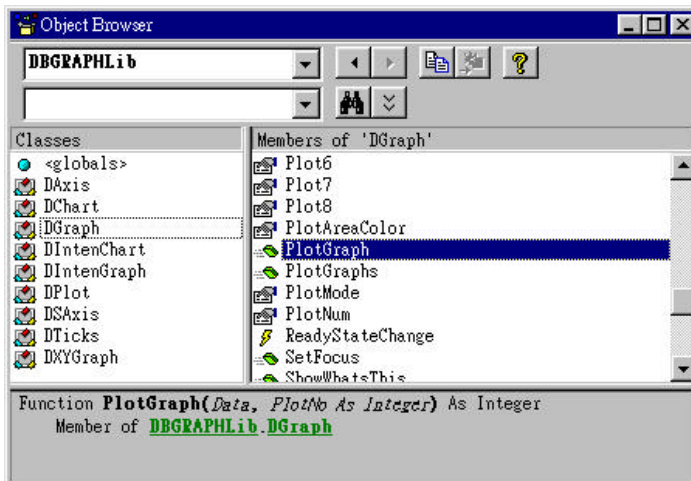 Object Browser
DBGRAPHLib
Classes
<globals>
DAxis
DChart
DGraph
DIntenChart
DIntenGraph
DPlot
DSAxis
DTicks
DXYGraph
Members of 'DGraph'
Plot6
Plot7
Plot8
PlotAreaColor
PlotGraph
PlotGraphs
PlotMode
PlotNum
ReadyStateChange
SetFocus
ShowWhatsThis
Function PlotGraph(Data, PlotNo As Integer) As Integer
Member of DBGRAPHLib.DGraph